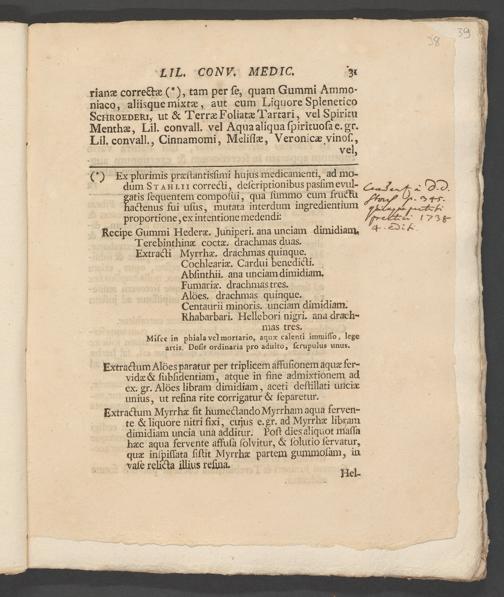 38
39
LIL. CONV. MEDIC. 31
rianæ correctæ (*), tam per se, quam Gummi Ammo-
niaco, aliisque mixtæ, aut cum Liquore Splenetico
SCHROEDERI, ut & Terræ Foliatæ Tartari, vel Spiritu
Menthæ, Lil. convall. vel Aqua aliqua spirituosa e. gr.
Lil. convall., Cinnamomi, Melissæ, Veronicæ vinos.,
vel,
(*) Ex plurimis præstantissimi hujus medicamenti, ad mo-
dum STAHLII correcti, descriptionibus passim evul-
gatis sequentem composui, qua summo cum fructu
hactenus sui usus, mutata interdum ingredientium
proportione, ex intentione medendi:
Recipe Gummi Hederæ. Juniperi. ana unciam dimidiam.
Terebinthinæ coctæ. drachmas duas.
Extracti Myrrhæ. drachmas quinque.
Cochleariæ. Cardui benedicti.
Absinthii. ana unciam dimidiam.
Fumariæ. drachmas tres.
Aloes. drachmas quinque.
Centaurii minoris. unciam dimidiam.
Rhabarbari. Hellebori nigri. ana drach-
mas tres.
Misce in phiala vel mortario, aquæ calenti immisso, lege
artis. Dosis ordinaria pro adulto, scrupulus unus.
Extractum Aloes paratur per triplicem affusionem aquæ fer-
vidæ & subsidentiam, atque in fine admixtionem ad
ex. gr. Aloes libram dimidiam, aceti destillati unciæ
unius, ut resina rite corrigatur & separetur.
Extractum Myrrhæ fit humectando Myrrham aqua ferven-
te & liquore nitri fixi, cujus e. gr. ad Myrrhæ libram
dimidiam uncia una additur. Post dies aliquot massa
hæc aqua fervente affusa solvitur, & solutio servatur,
quæ inspissata sistit Myrrhæ partem gummosam, in
vase relicta illius resina.
Hel-
D. D.
p. 345.
1738
4. edit.